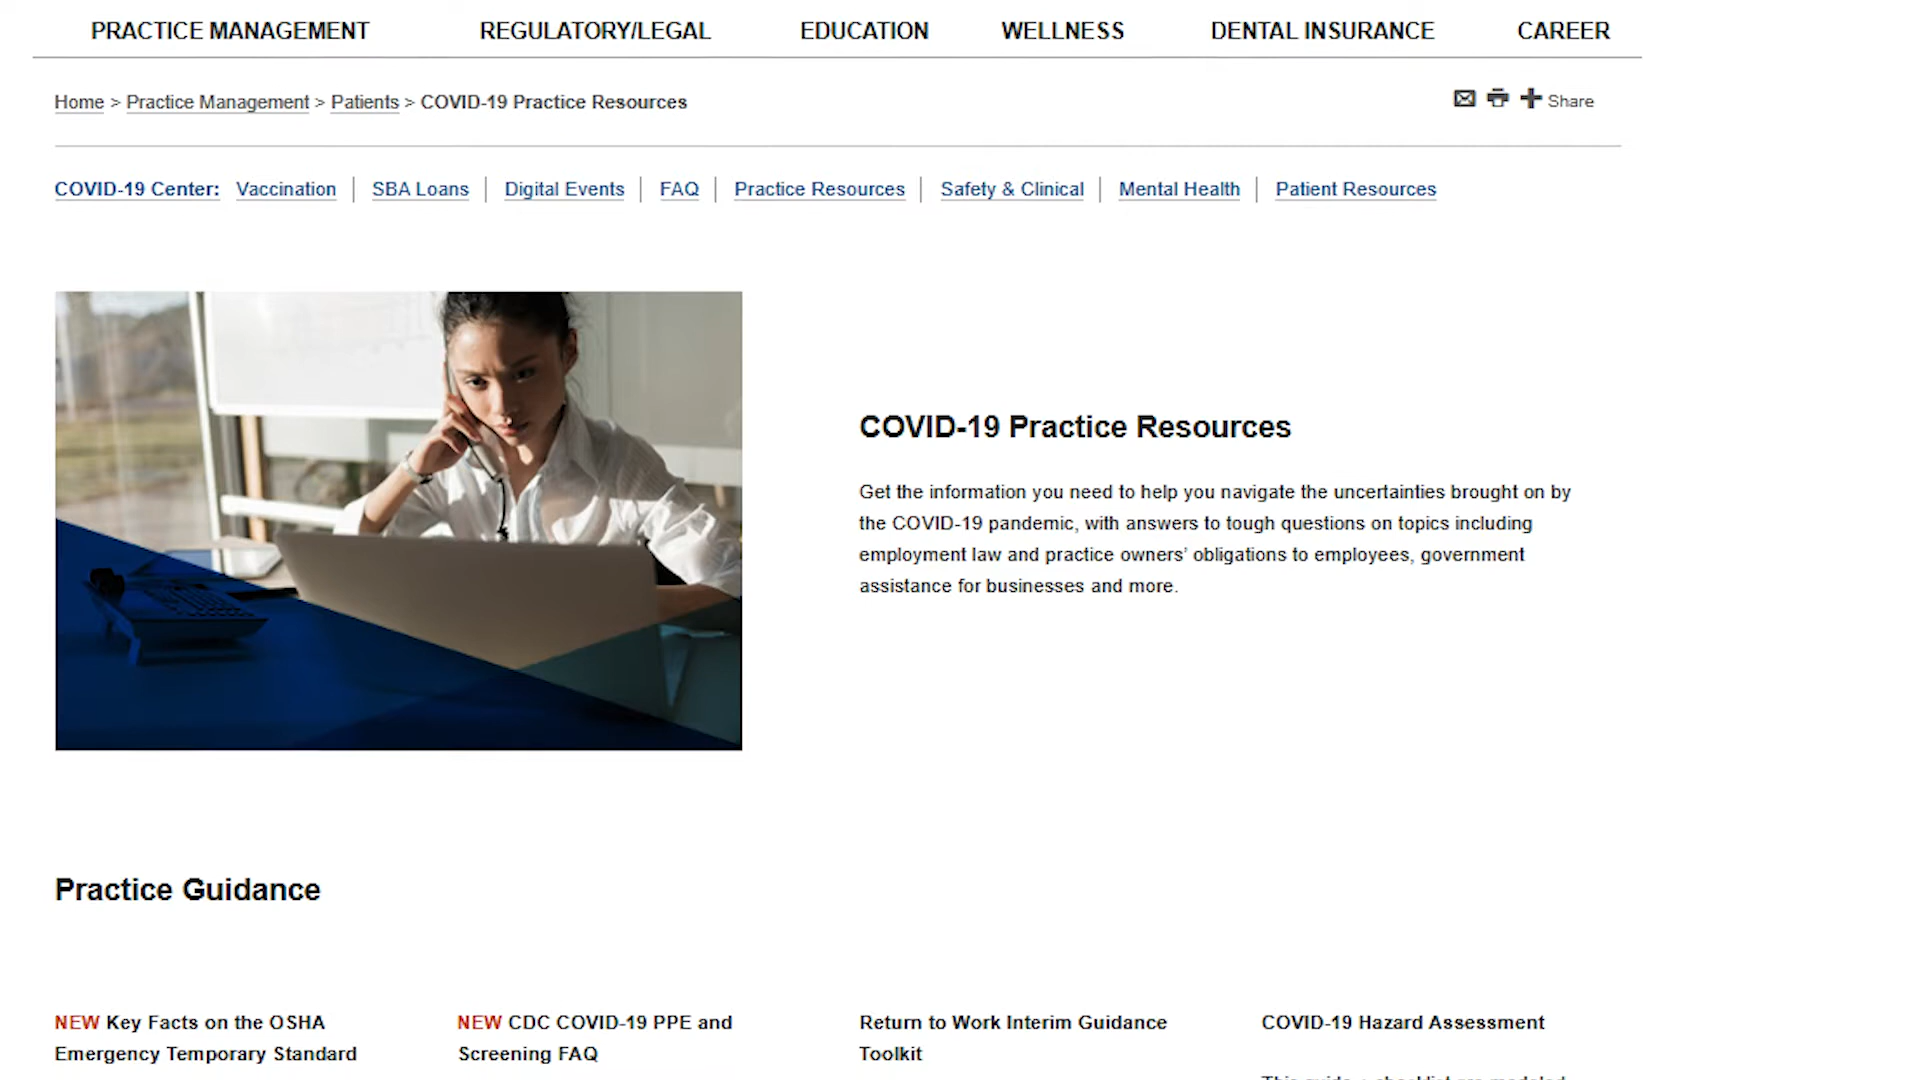 PRACTICE MANAGEMENT REGULATORY/LEGAL EDUCATION WELLNESS DENTAL INSURANCE CAREER
Home > Practice Management > Patients > COVID-19 Practice Resources
Share
COVID-19 Center: Vaccination | SBA Loans | Digital Events | FAQ | Practice Resources | Safety & Clinical | Mental Health | Patient Resources
COVID-19 Practice Resources
Get the information you need to help you navigate the uncertainties brought on by
the COVID-19 pandemic, with answers to tough questions on topics including
employment law and practice owners’ obligations to employees, government
assistance for businesses and more.
Practice Guidance
NEW Key Facts on the OSHA
Emergency Temporary Standard
NEW CDC COVID-19 PPE and
Screening FAQ
Return to Work Interim Guidance
Toolkit
COVID-19 Hazard Assessment